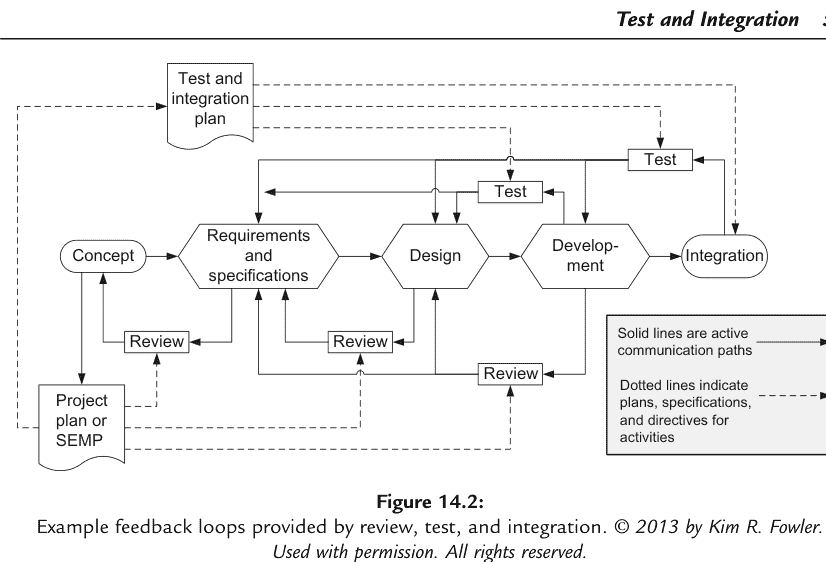 Test and Integration
Test and
integration
plan
Test
Test
Requirements
and
specifications
Concept
Design
Develop-
ment
Integration
Review
Review
Review
Project
plan or
SEMP
Solid lines are active
communication paths
Dotted lines indicate
plans, specifications,
and directives for
activities
Figure 14.2:
Example feedback loops provided by review, test, and integration. © 2013 by Kim R. Fowler.
Used with permission. All rights reserved.